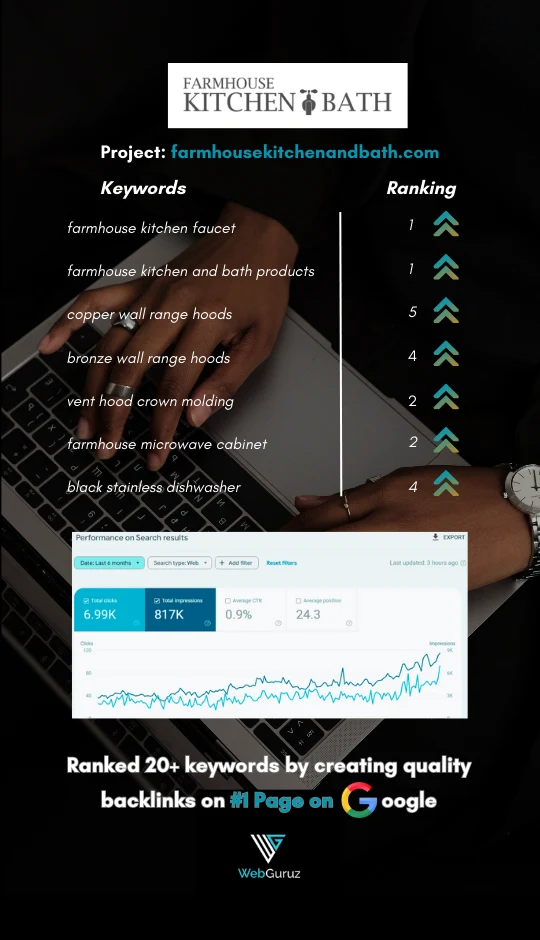 FARMHOUSE
KITCHEN BATH
Project: farmhousekitchenandbath.com
Keywords Ranking
farmhouse kitchen faucet 1
farmhouse kitchen and bath products 1
copper wall range hoods 5
bronze wall range hoods 4
vent hood crown molding 2
farmhouse microwave cabinet 2
black stainless dishwasher 4
Performance on Search results EXPORT
Date: Last 6 months Search type: Web + Add filter Reset filters Last updated: 3 hours ago
Total clicks Total impressions Average CTR Average position
6.99K 817K 0.9% 24.3
Clicks Impressions
120 9K
80 6K
40 3K
Ranked 20+ keywords by creating quality
backlinks on #1 Page on Google
WebGuruz